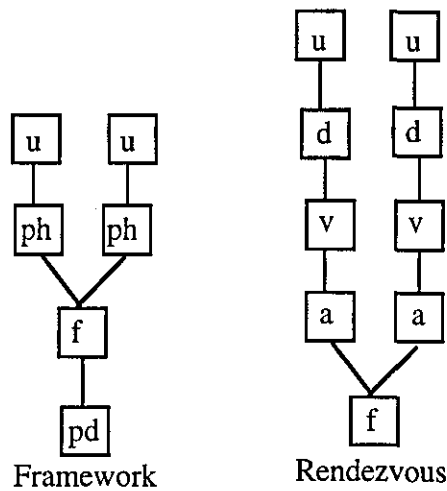 u u
ph ph
f
pd
Framework
u u
d d
v v
a a
f
Rendezvous